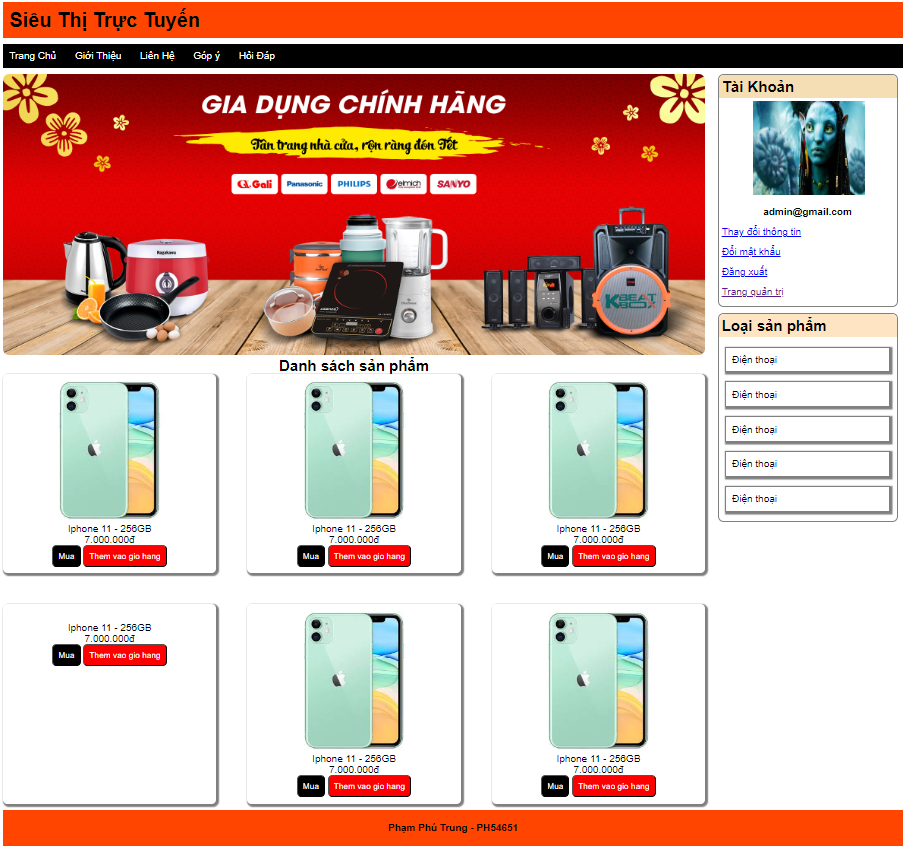 Siêu Thị Trực Tuyến
Trang Chủ Giới Thiệu Liên Hệ Góp ý Hỏi Đáp
GIA DỤNG CHÍNH HÃNG
Tân trang nhà cửa, rộn ràng đón Tết
Gali Panasonic PHILIPS elmich SANYO
Nagakawa
BEAT
BOX
Danh sách sản phẩm
Iphone 11 - 256GB
7.000.000đ
Mua Them vao gio hang
Iphone 11 - 256GB
7.000.000đ
Mua Them vao gio hang
Iphone 11 - 256GB
7.000.000đ
Mua Them vao gio hang
Iphone 11 - 256GB
7.000.000đ
Mua Them vao gio hang
Iphone 11 - 256GB
7.000.000đ
Mua Them vao gio hang
Iphone 11 - 256GB
7.000.000đ
Mua Them vao gio hang
Tài Khoản
admin@gmail.com
Thay đổi thông tin
Đổi mật khẩu
Đăng xuất
Trang quản trị
Loại sản phẩm
Điện thoại
Điện thoại
Điện thoại
Điện thoại
Điện thoại
Phạm Phú Trung - PH54651